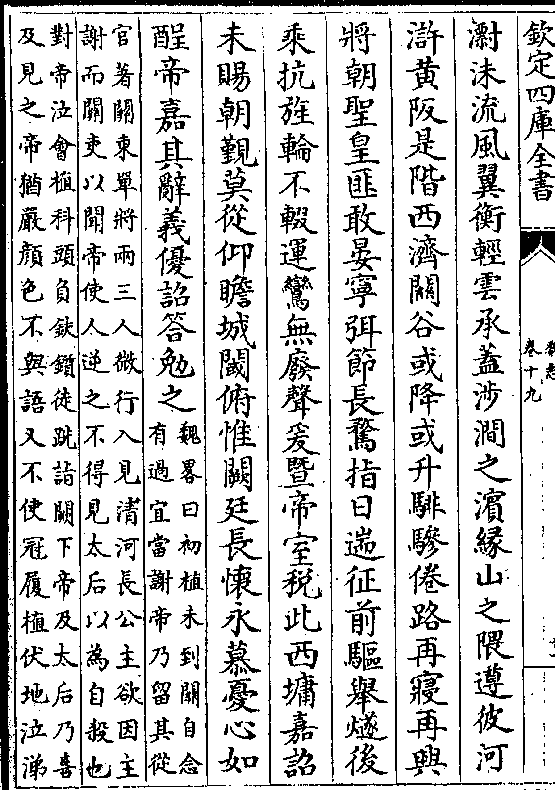 欽定四庫全書
魏志
卷十九
沬流風翼衡輕雲承蓋涉澗之濱緣山之隈遵彼河
滸黃阪是階西濟關谷或降或升騑驂倦路再寢再興
將朝聖皇匪敢晏寧弭節長騖指日遄征前驅舉燧後
乘抗旌輪不輟運鸞無廢聲爰暨帝室稅此西墉嘉詔
未賜朝覲莫從仰瞻城閾俯惟闕廷長懷永慕憂心如
酲帝嘉其辭義優詔答勉之
魏畧曰初植未到關自念
有過宜當謝帝乃留其從
官著關東單將兩三人微行入見清河長公主欲因主
謝而關吏以聞帝使人逆之不得見太后以為自殺也
對帝泣會植科頭負鈇鑕徒跣詣闕下帝及太后乃喜
及見之帝猶嚴顏色不與語又不使冠履植伏地泣涕